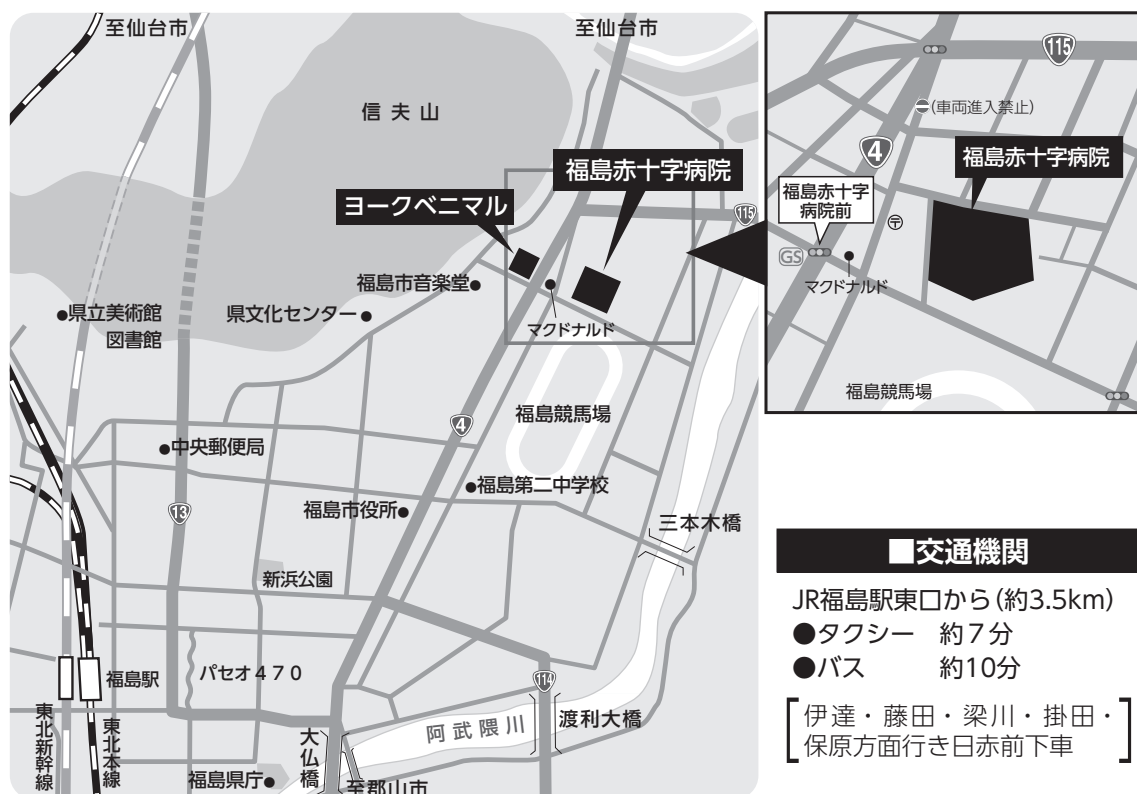 至仙台市
至仙台市
信夫山
福島赤十字病院
ヨークベニマル
115
福島市音楽堂
マクドナルド
県立美術館
図書館
県文化センター
福島競馬場
4
中央郵便局
福島第二中学校
13
福島市役所
三本木橋
新浜公園
福島駅
パセオ470
114
渡利大橋
阿武隈川
東北新幹線
東北本線
大仏橋
福島県庁
至郡山市
115
(車両進入禁止)
4
福島赤十字病院
福島赤十字
病院前
〒
GS
マクドナルド
福島競馬場
■交通機関
JR福島駅東口から(約3.5km)
●タクシー 約7分
●バス 約10分
[伊達・藤田・梁川・掛田・
保原方面行き日赤前下車]